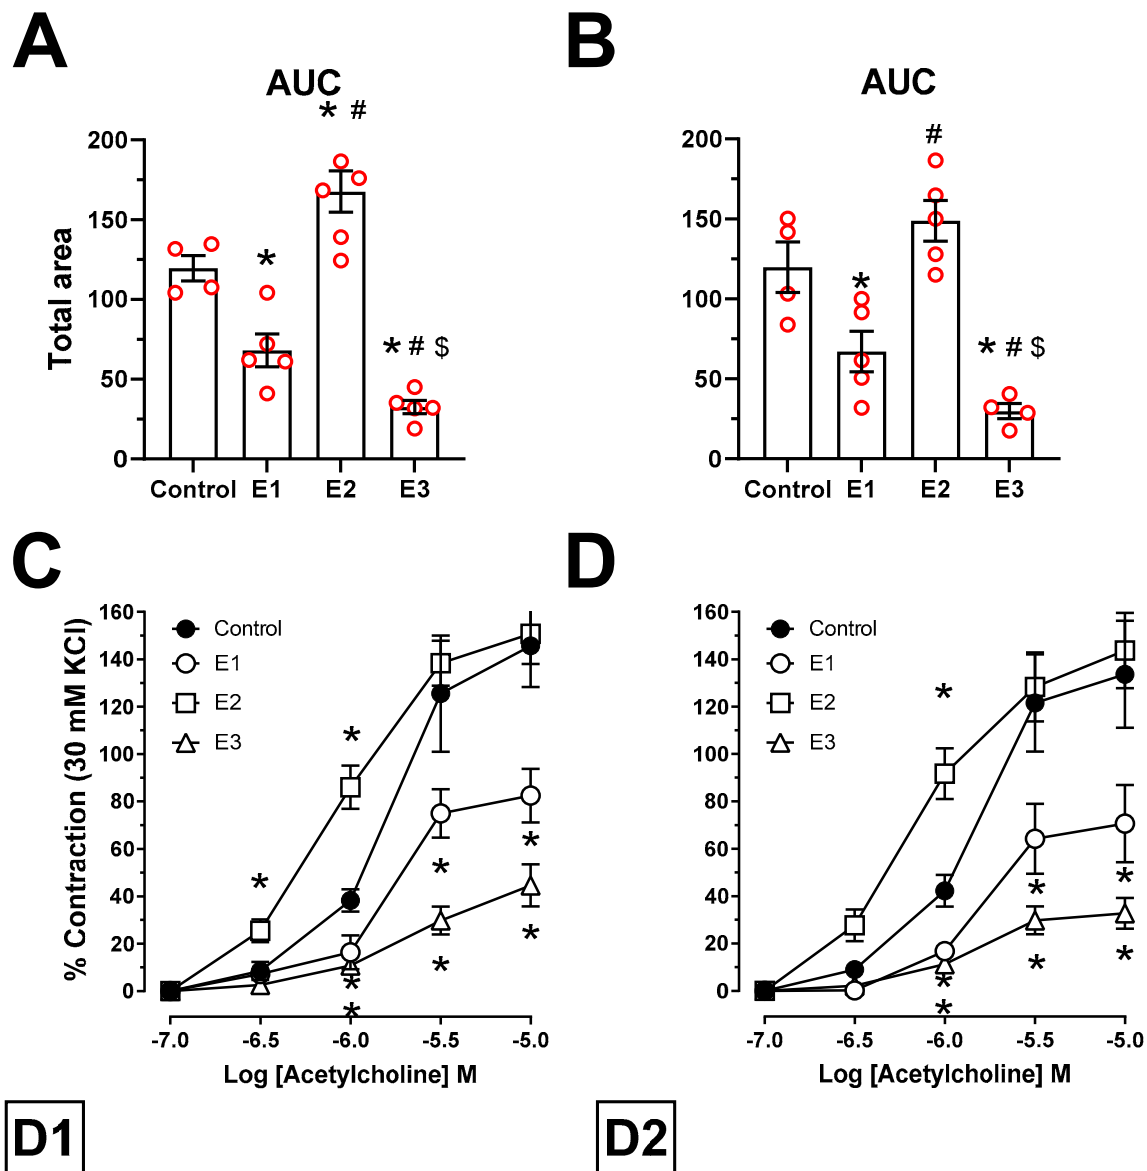 A
B
AUC
AUC
* #
#
*
*
* # $
* # $
Total area
200
150
100
50
0
Control E1 E2 E3
200
150
100
50
0
Control E1 E2 E3
C
D
% Contraction (30 mM KCl)
160
140
120
100
80
60
40
20
0
Control
E1
E2
E3
*
*
*
*
*
*
*
*
-7.0 -6.5 -6.0 -5.5 -5.0
Log [Acetylcholine] M
160
140
120
100
80
60
40
20
0
Control
E1
E2
E3
*
*
*
*
*
*
*
-7.0 -6.5 -6.0 -5.5 -5.0
Log [Acetylcholine] M
D1
D2